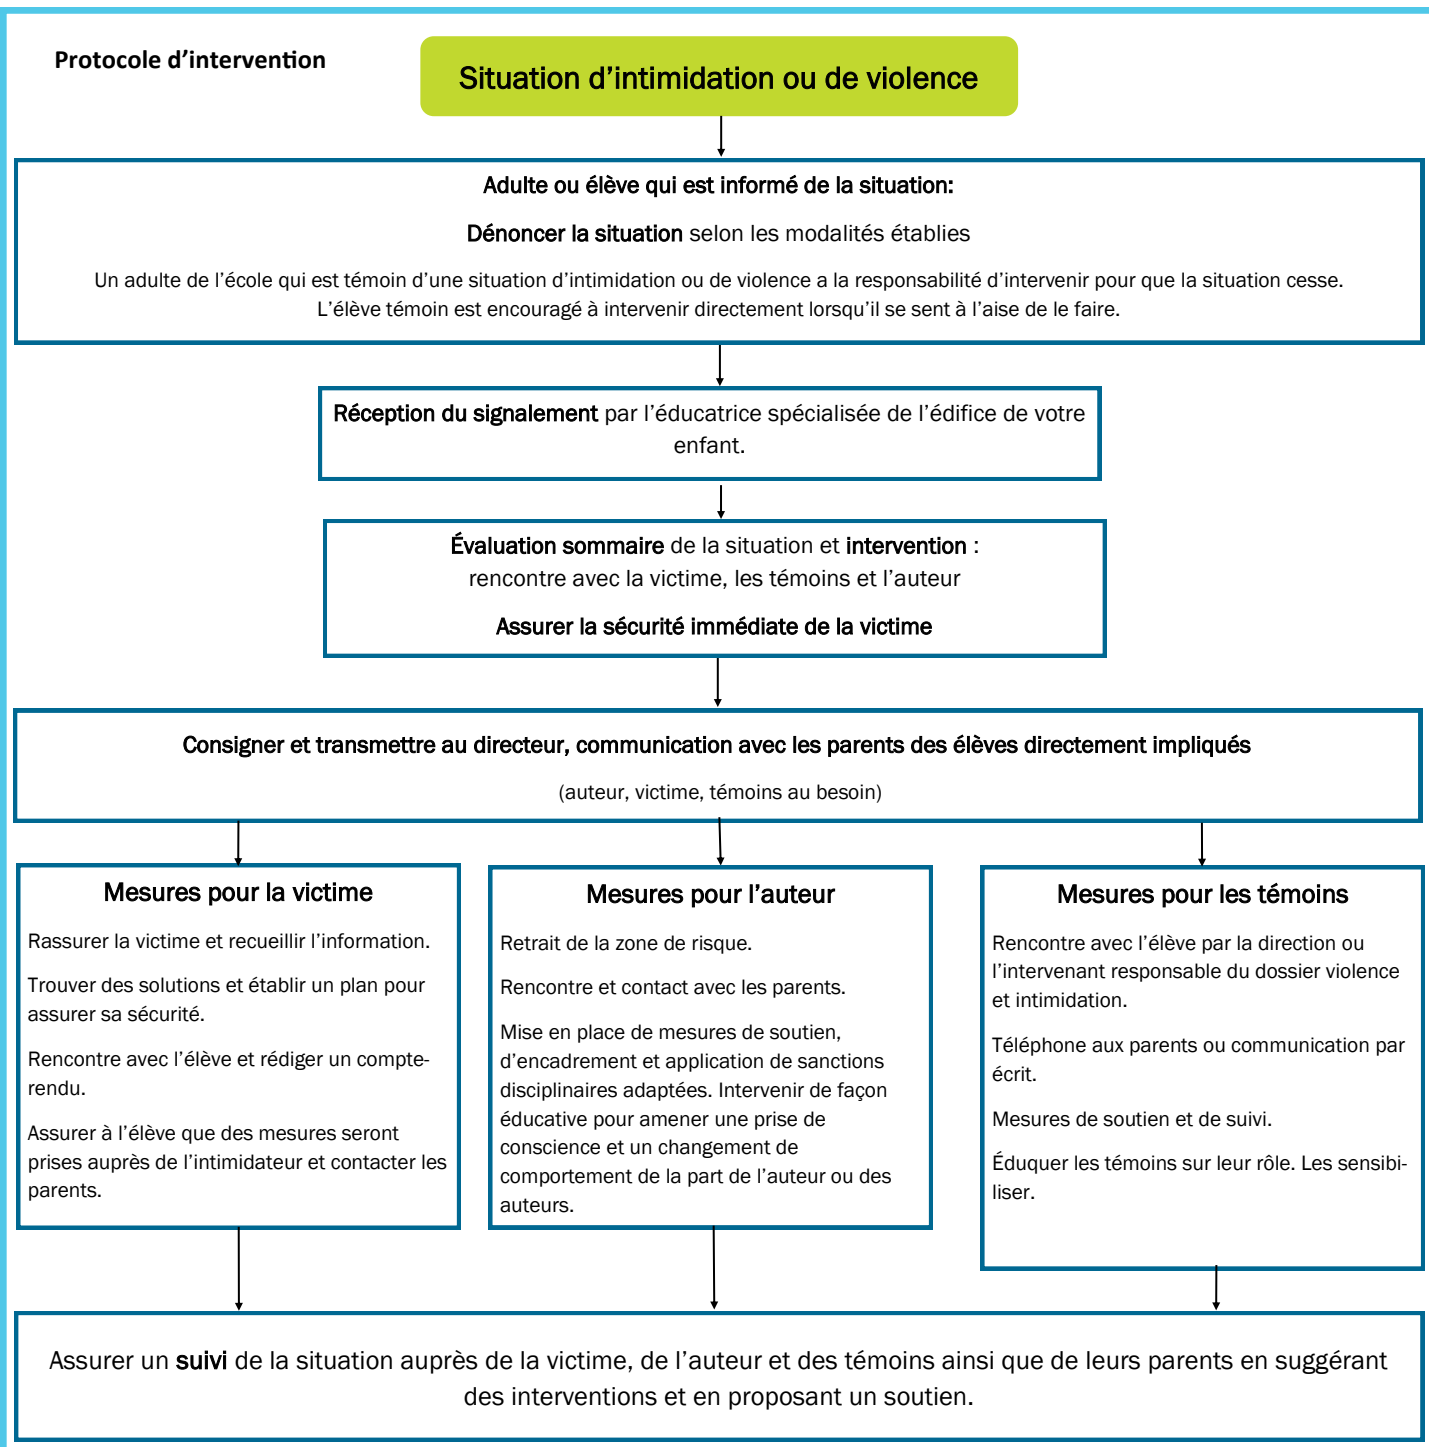 Protocole d'intervention
Situation d'intimidation ou de violence
Adulte ou élève qui est informé de la situation:
Dénoncer la situation selon les modalités établies
Un adulte de l'école qui est témoin d'une situation d'intimidation ou de violence a la responsabilité d'intervenir pour que la situation cesse.
L'élève témoin est encouragé à intervenir directement lorsqu'il se sent à l'aise de le faire.
Réception du signalement par l'éducatrice spécialisée de l'édifice de votre
enfant.
Évaluation sommaire de la situation et intervention :
rencontre avec la victime, les témoins et l'auteur
Assurer la sécurité immédiate de la victime
Consigner et transmettre au directeur, communication avec les parents des élèves directement impliqués
(auteur, victime, témoins au besoin)
Mesures pour la victime
Rassurer la victime et recueillir l'information.
Trouver des solutions et établir un plan pour
assurer sa sécurité.
Rencontre avec l'élève et rédiger un compte-
rendu.
Assurer à l'élève que des mesures seront
prises auprès de l'intimidateur et contacter les
parents.
Mesures pour l'auteur
Retrait de la zone de risque.
Rencontre et contact avec les parents.
Mise en place de mesures de soutien,
d'encadrement et application de sanctions
disciplinaires adaptées. Intervenir de façon
éducative pour amener une prise de
conscience et un changement de
comportement de la part de l'auteur ou des
auteurs.
Mesures pour les témoins
Rencontre avec l'élève par la direction ou
l'intervenant responsable du dossier violence
et intimidation.
Téléphone aux parents ou communication par
écrit.
Mesures de soutien et de suivi.
Éduquer les témoins sur leur rôle. Les sensibi-
liser.
Assurer un suivi de la situation auprès de la victime, de l'auteur et des témoins ainsi que de leurs parents en suggérant
des interventions et en proposant un soutien.